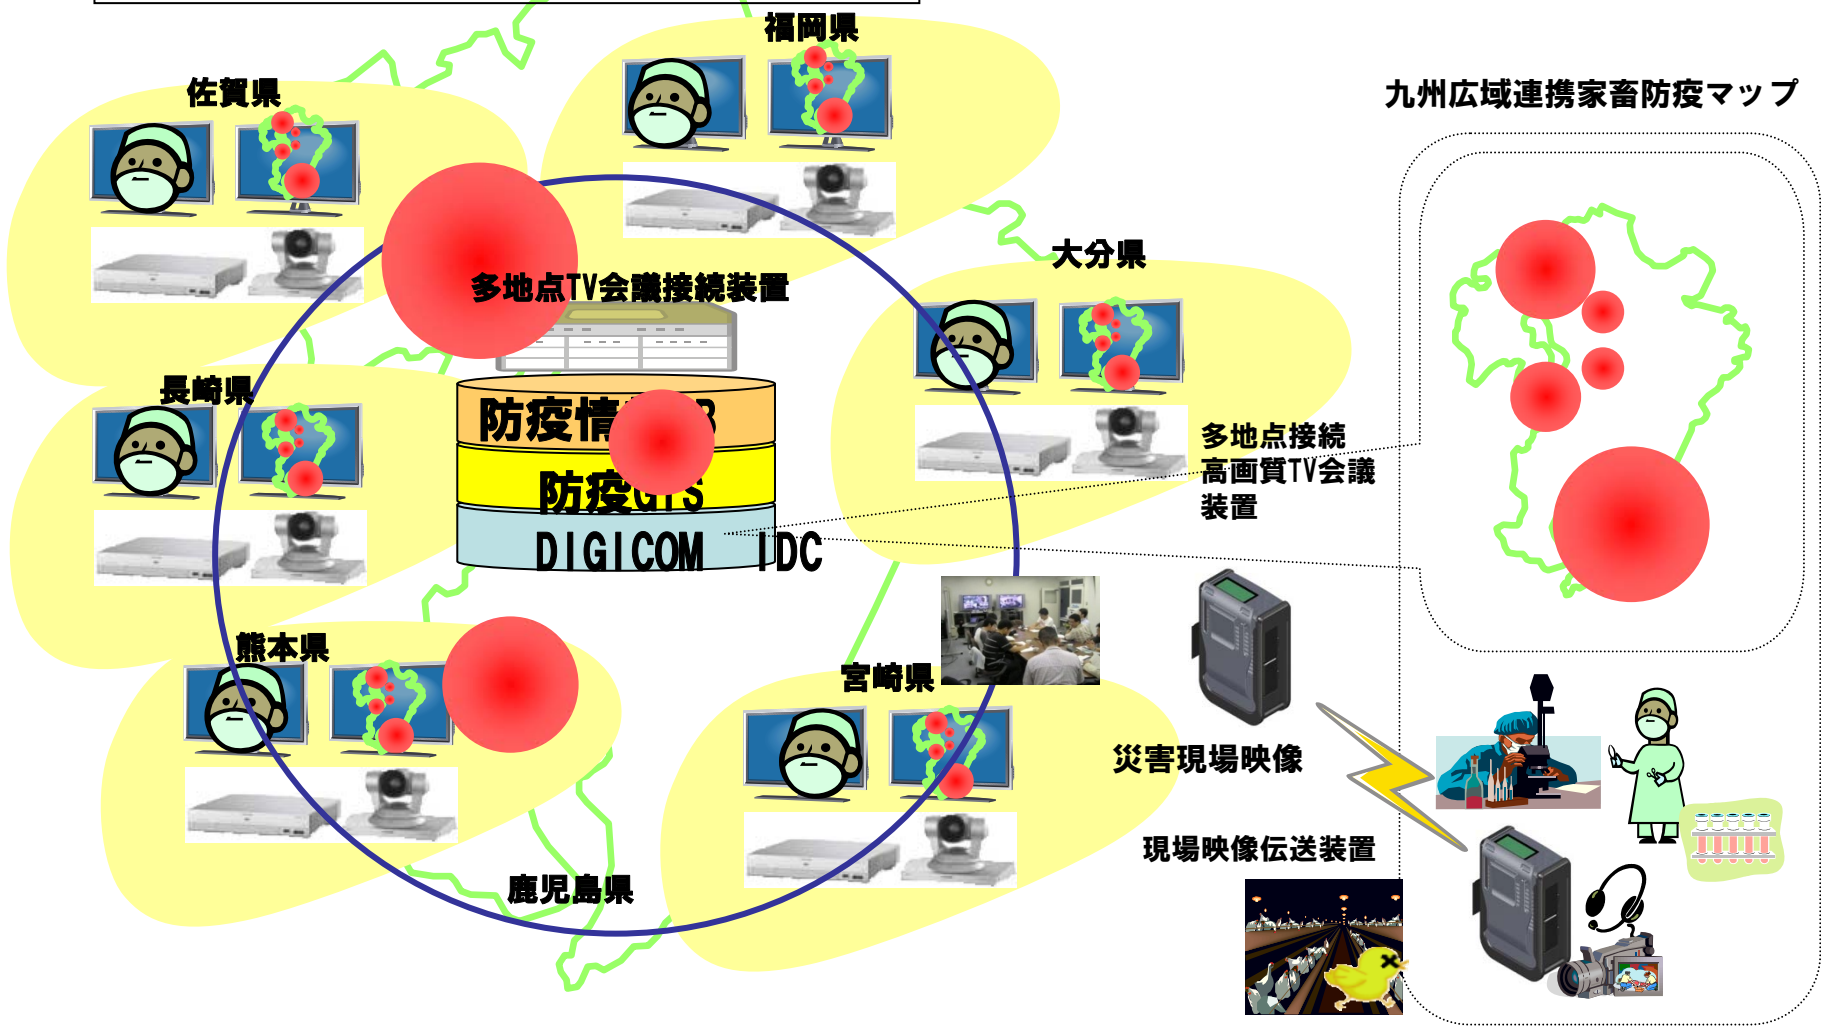 福岡県
佐賀県
九州広域連携家畜防疫マップ
大分県
多地点TV会議接続装置
長崎県
防疫情
B
多地点接続
高画質TV会議
装置
防疫GIS
DIGICOM IDC
熊本県
宮崎県
災害現場映像
現場映像伝送装置
鹿児島県